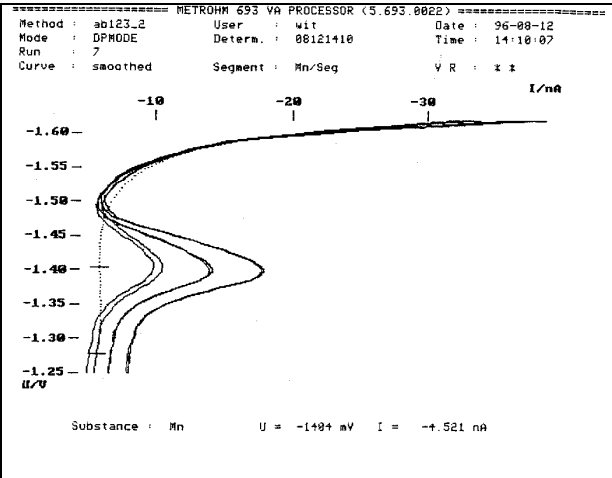 ==================== METROHM 693 VA PROCESSOR (5.693.0022) ====================
Method : ab123_2 User : wit Date : 96-08-12
Mode : DPMODE Determ. : 08121410 Time : 14:10:07
Run : 7
Curve : smoothed Segment : Mn/Seg V R : * *
I/nA
-10 -20 -30
-1.60
-1.55
-1.50
-1.45
-1.40
-1.35
-1.30
-1.25
U/V
Substance : Mn U = -1404 mV I = -4.521 nA